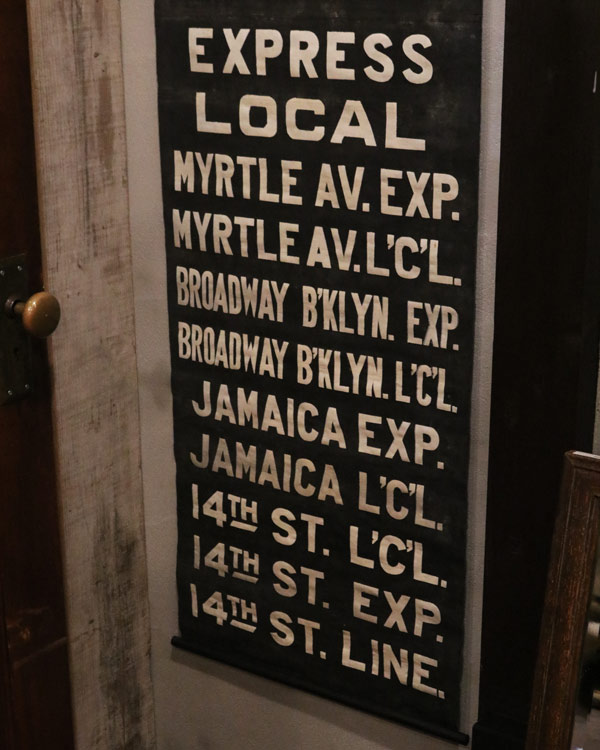 EXPRESS
LOCAL
MYRTLE AV. EXP.
MYRTLE AV. L'C'L.
BROADWAY B'KLYN. EXP.
BROADWAY B'KLYN. L'C'L.
JAMAICA EXP.
JAMAICA L'C'L.
14TH ST. L'C'L.
14TH ST. EXP.
14TH ST. LINE.